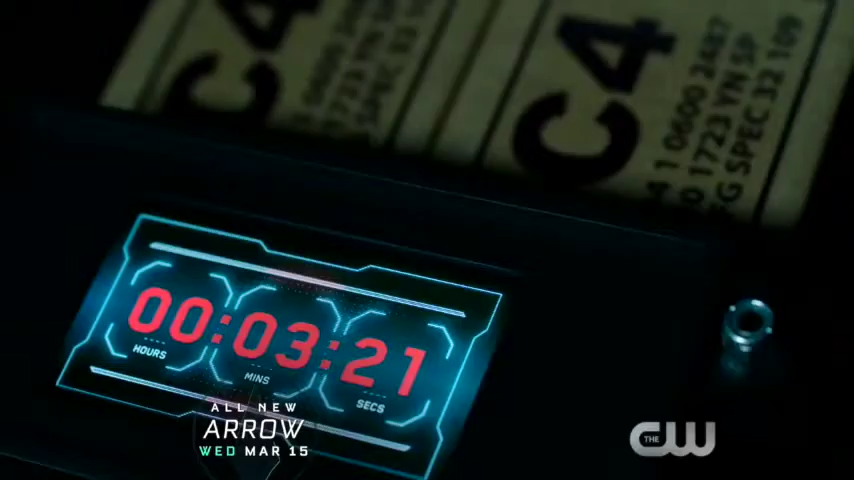 C4
C4
1 0600 2487
1723 YN SP
SPEC 32 109
00:03:21
HOURS
MINS
SECS
ALL NEW
ARROW
WED MAR 15
THE CW